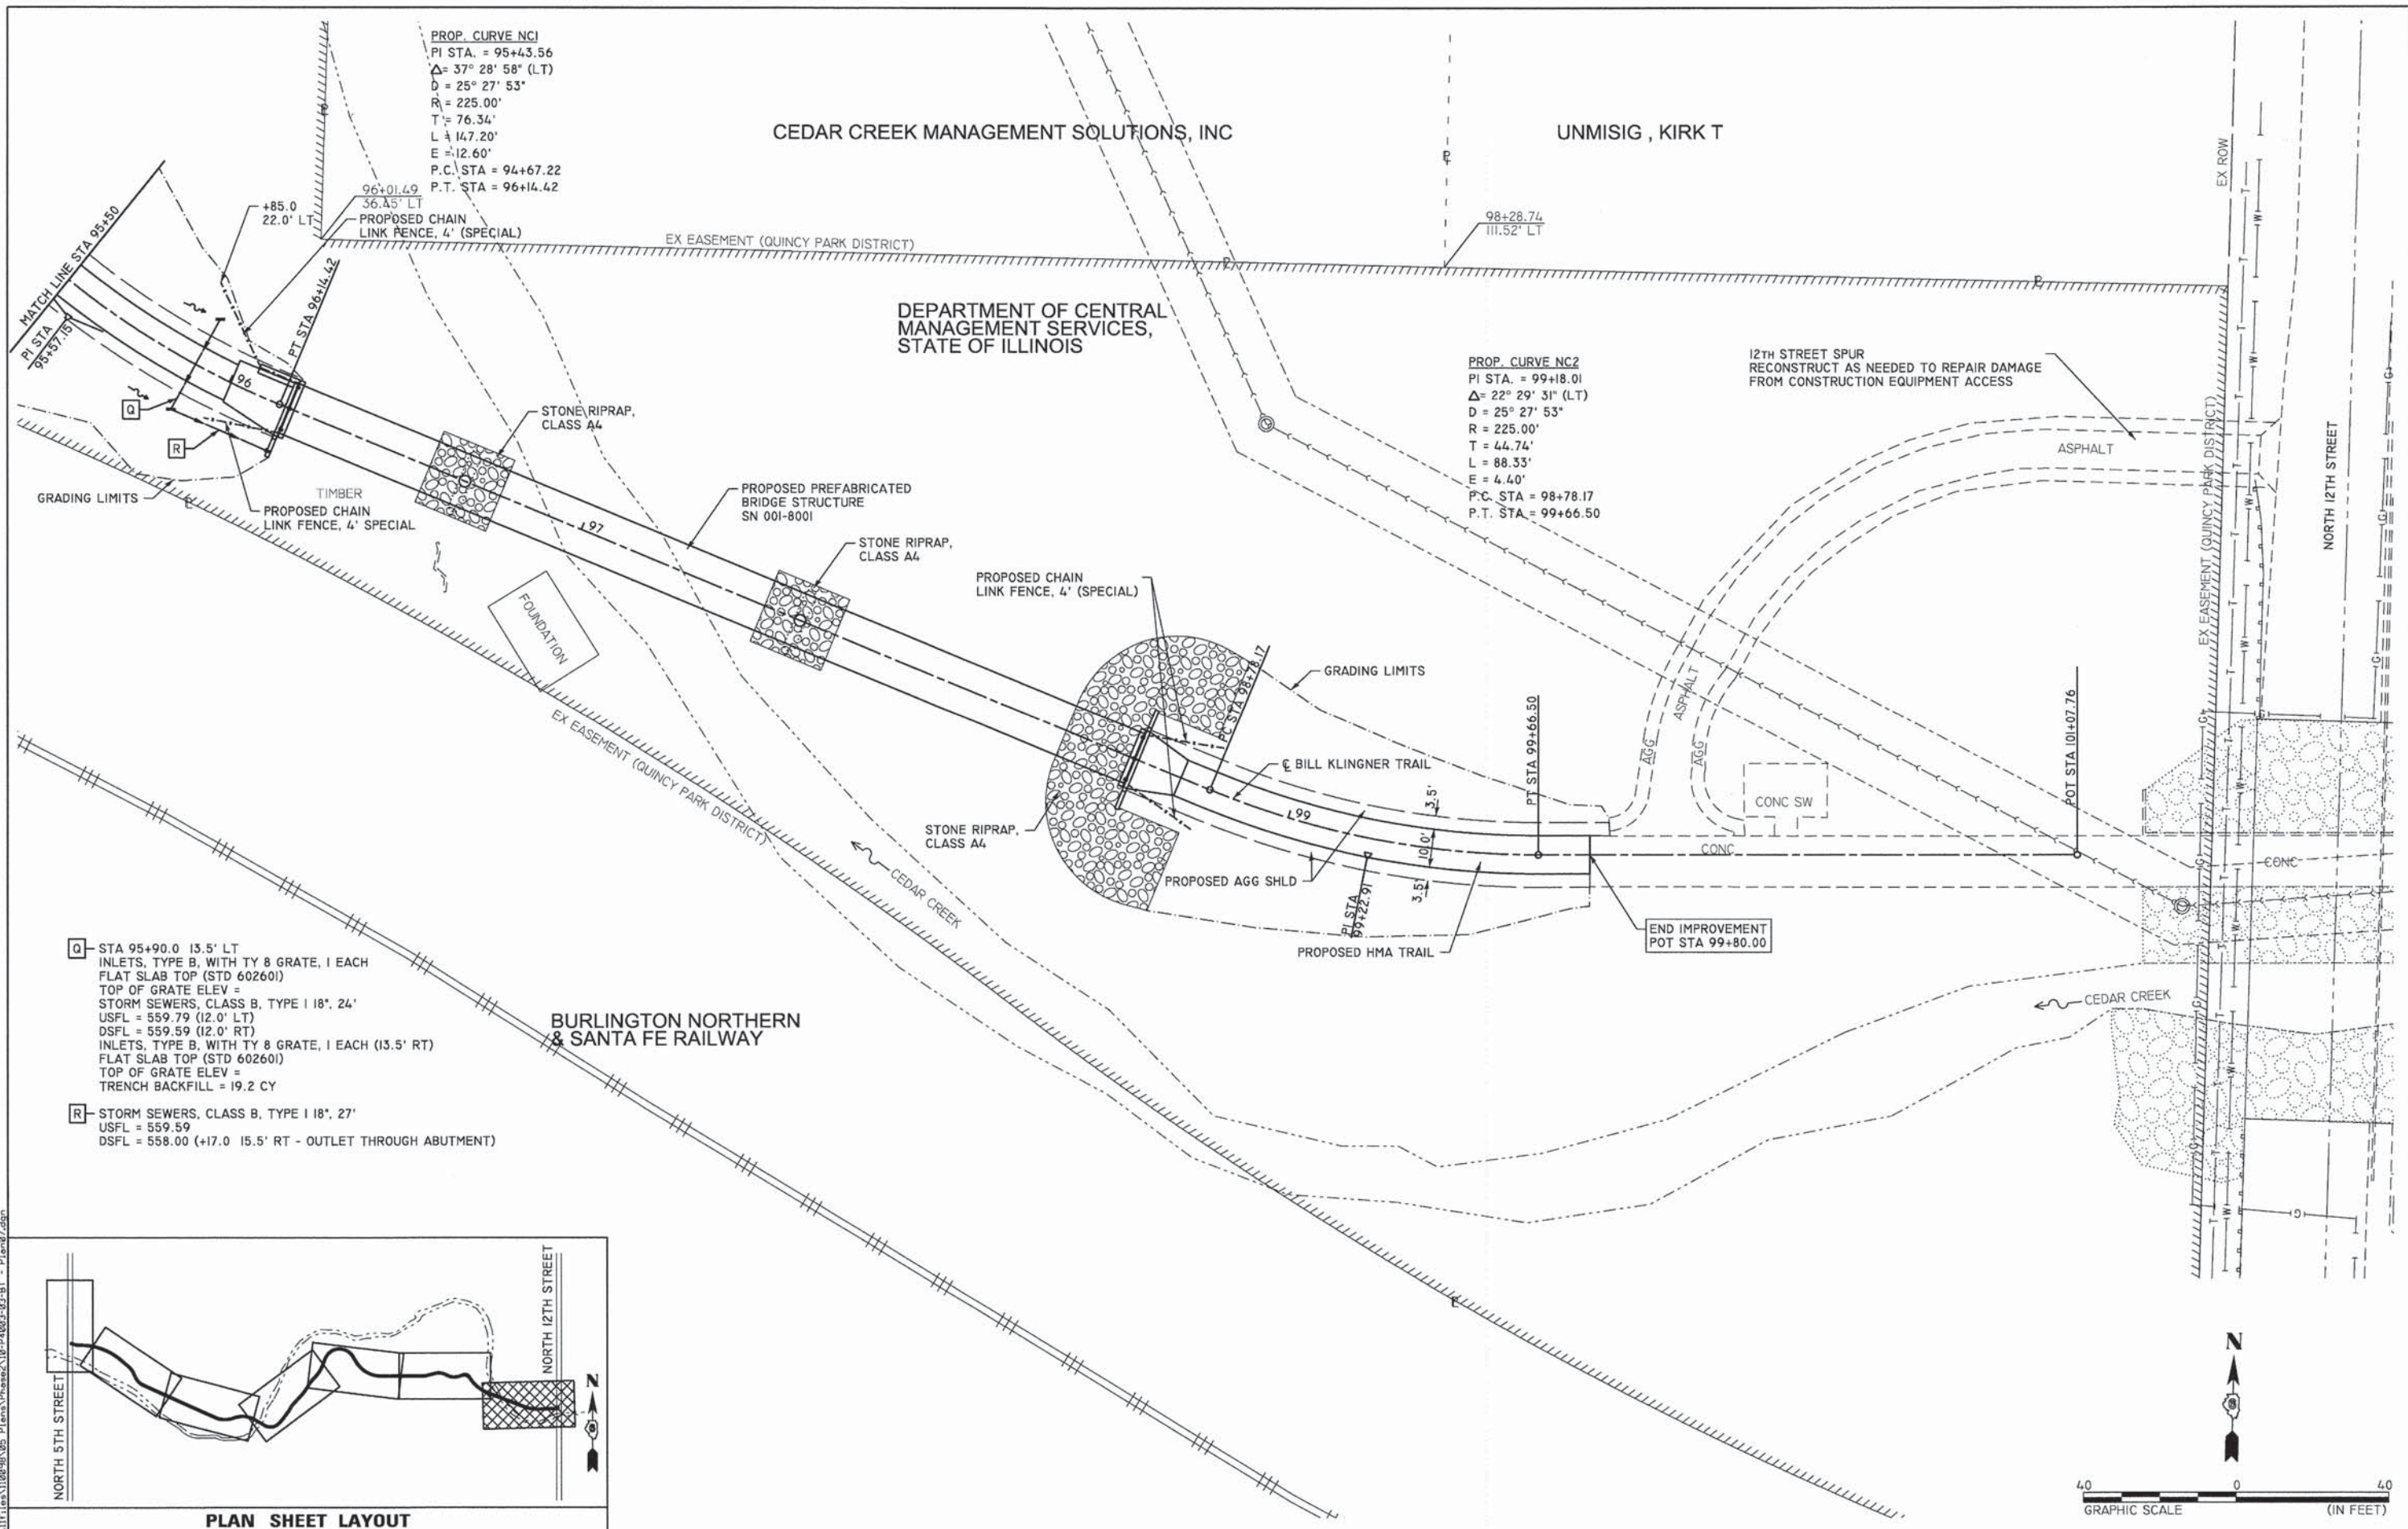 PROP. CURVE NC1
PI STA. = 95+43.56
Δ= 37° 28' 58" (LT)
D = 25° 27' 53"
R = 225.00'
T = 76.34'
L = 147.20'
E = 12.60'
P.C. STA = 94+67.22
P.T. STA = 96+14.42
CEDAR CREEK MANAGEMENT SOLUTIONS, INC
UNMISIG , KIRK T
EX ROW
96+01.49
36.45' LT
+85.0
22.0' LT
PROPOSED CHAIN
LINK FENCE, 4' (SPECIAL)
EX EASEMENT (QUINCY PARK DISTRICT)
98+28.74
111.52' LT
MATCH LINE STA 95+50
PI STA
95+57.15
PT STA 96+14.42
DEPARTMENT OF CENTRAL
MANAGEMENT SERVICES,
STATE OF ILLINOIS
PROP. CURVE NC2
PI STA. = 99+18.01
Δ= 22° 29' 31" (LT)
D = 25° 27' 53"
R = 225.00'
T = 44.74'
L = 88.33'
E = 4.40'
P.C. STA = 98+78.17
P.T. STA = 99+66.50
12TH STREET SPUR
RECONSTRUCT AS NEEDED TO REPAIR DAMAGE
FROM CONSTRUCTION EQUIPMENT ACCESS
ASPHALT
EX EASEMENT (QUINCY PARK DISTRICT)
NORTH 12TH STREET
96
Q
R
STONE RIPRAP,
CLASS A4
GRADING LIMITS
TIMBER
PROPOSED CHAIN
LINK FENCE, 4' SPECIAL
PROPOSED PREFABRICATED
BRIDGE STRUCTURE
SN 001-8001
97
STONE RIPRAP,
CLASS A4
FOUNDATION
PROPOSED CHAIN
LINK FENCE, 4' (SPECIAL)
PC STA 98+78.17
GRADING LIMITS
EX EASEMENT (QUINCY PARK DISTRICT)
℄ BILL KLINGNER TRAIL
99
3.5'
10.0'
3.5'
PT STA 99+66.50
ASPHALT
AGG
AGG
CONC SW
POT STA 101+07.76
CONC
CONC
STONE RIPRAP,
CLASS A4
CEDAR CREEK
PROPOSED AGG SHLD
PI STA
99+22.91
PROPOSED HMA TRAIL
END IMPROVEMENT
POT STA 99+80.00
CEDAR CREEK
Q STA 95+90.0 13.5' LT
INLETS, TYPE B, WITH TY 8 GRATE, 1 EACH
FLAT SLAB TOP (STD 602601)
TOP OF GRATE ELEV =
STORM SEWERS, CLASS B, TYPE 1 18", 24'
USFL = 559.79 (12.0' LT)
DSFL = 559.59 (12.0' RT)
INLETS, TYPE B, WITH TY 8 GRATE, 1 EACH (13.5' RT)
FLAT SLAB TOP (STD 602601)
TOP OF GRATE ELEV =
TRENCH BACKFILL = 19.2 CY
R STORM SEWERS, CLASS B, TYPE 1 18", 27'
USFL = 559.59
DSFL = 558.00 (+17.0 15.5' RT - OUTLET THROUGH ABUTMENT)
BURLINGTON NORTHERN
& SANTA FE RAILWAY
NORTH 5TH STREET
NORTH 12TH STREET
N
PLAN SHEET LAYOUT
N
40 0 40
GRAPHIC SCALE (IN FEET)